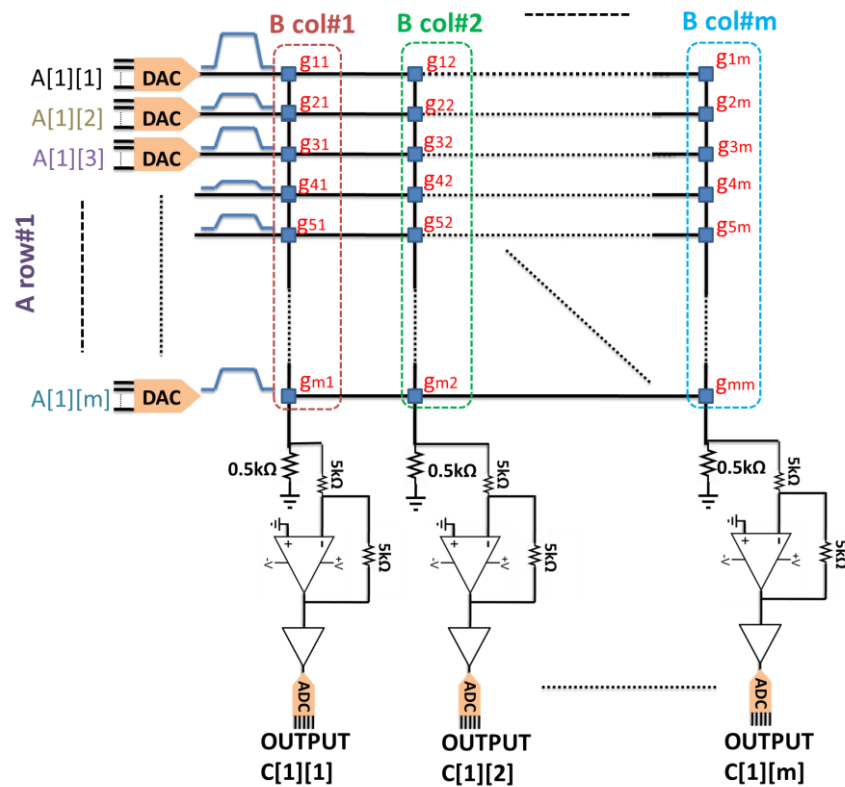 B col#1 B col#2 B col#m
A[1][1] DAC g11 g12 g1m
A[1][2] DAC g21 g22 g2m
A[1][3] DAC g31 g32 g3m
g41 g42 g4m
g51 g52 g5m
A row#1
A[1][m] DAC gm1 gm2 gmm
0.5kΩ 5kΩ 0.5kΩ 5kΩ 0.5kΩ 5kΩ
+ - + - + -
-V +V 5kΩ -V +V 5kΩ -V +V 5kΩ
ADC ADC ADC
OUTPUT OUTPUT OUTPUT
C[1][1] C[1][2] C[1][m]